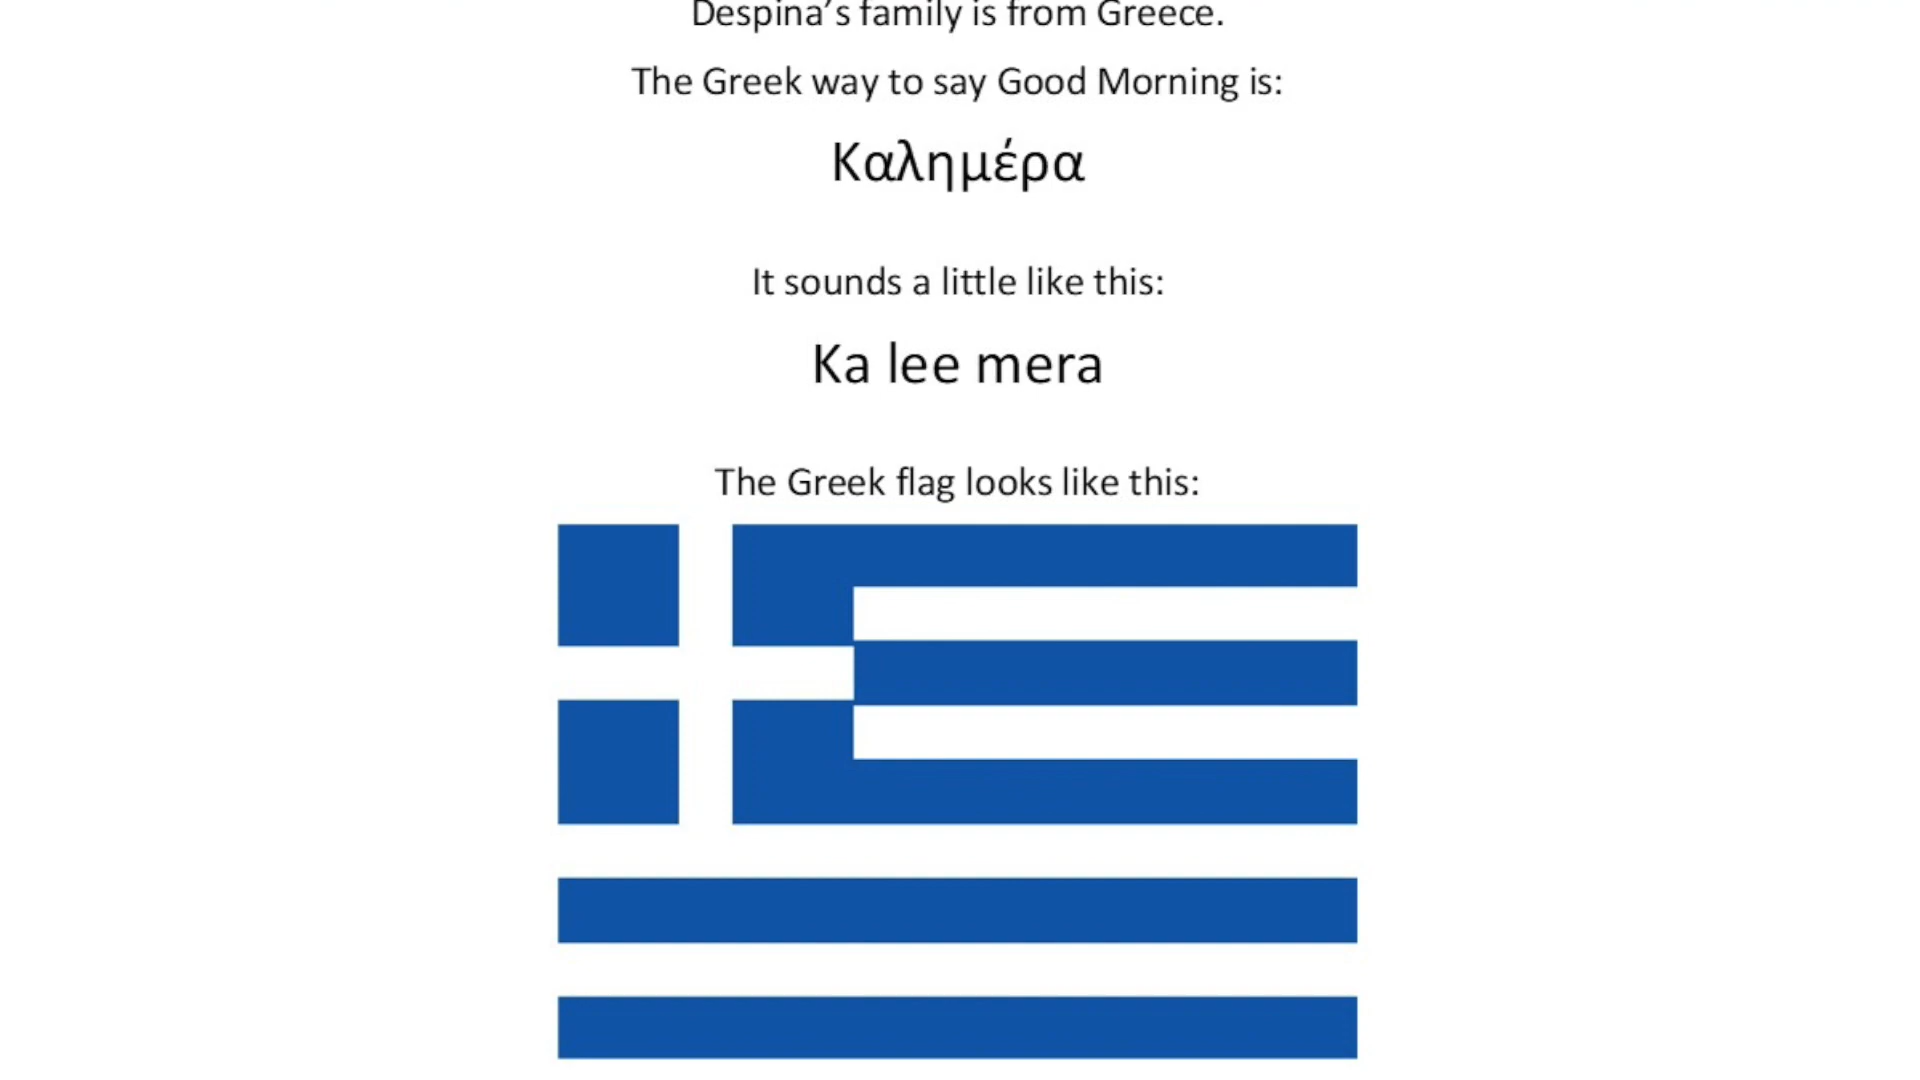 Despina’s family is from Greece.
The Greek way to say Good Morning is:
Καλημέρα
It sounds a little like this:
Ka lee mera
The Greek flag looks like this: